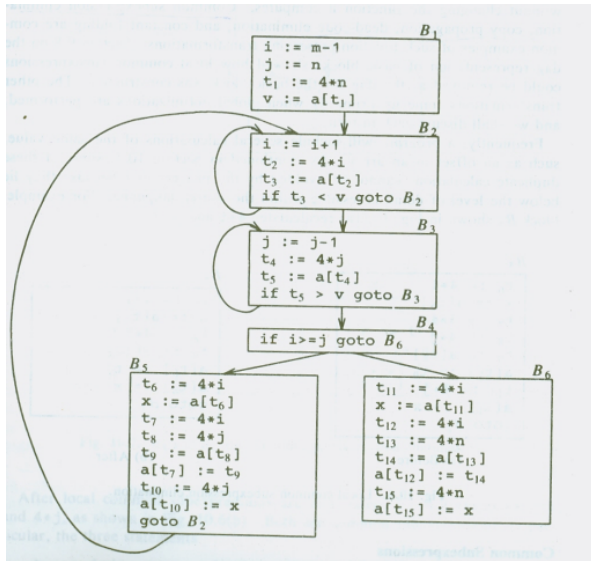 B₁
i := m-1
j := n
t₁ := 4*n
v := a[t₁]
B₂
i := i+1
t₂ := 4*i
t₃ := a[t₂]
if t₃ < v goto B₂
B₃
j := j-1
t₄ := 4*j
t₅ := a[t₄]
if t₅ > v goto B₃
B₄
if i>=j goto B₆
B₅
t₆ := 4*i
x := a[t₆]
t₇ := 4*i
t₈ := 4*j
t₉ := a[t₈]
a[t₇] := t₉
t₁₀ := 4*j
a[t₁₀] := x
goto B₂
B₆
t₁₁ := 4*i
x := a[t₁₁]
t₁₂ := 4*i
t₁₃ := 4*n
t₁₄ := a[t₁₃]
a[t₁₂] := t₁₄
t₁₅ := 4*n
a[t₁₅] := x